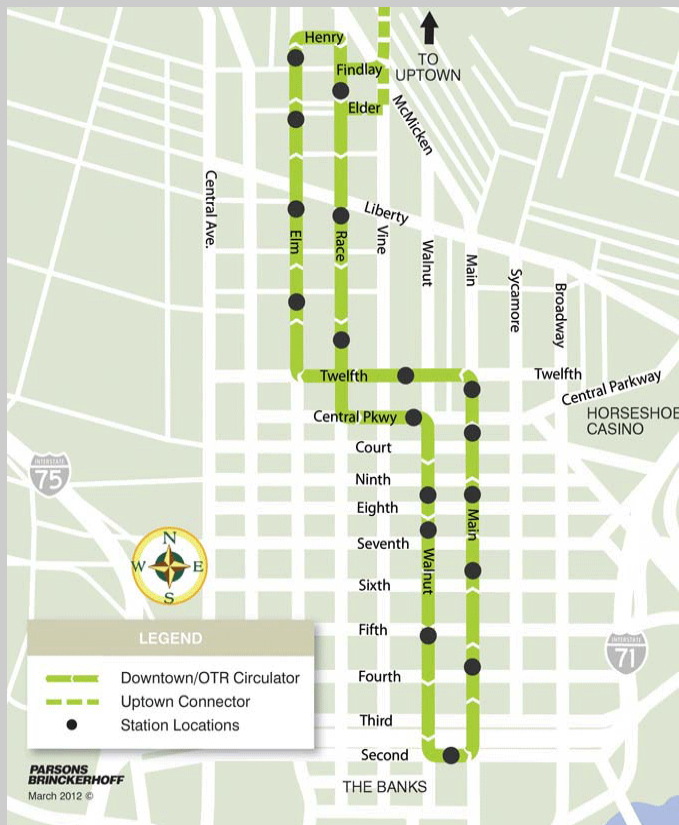 Henry
Findlay
TO
UPTOWN
Elder
McMicken
Central Ave.
Liberty
Elm
Race
Vine
Walnut
Main
Sycamore
Broadway
Twelfth
Twelfth
Central Parkway
HORSESHOE
CASINO
Central Pkwy
Court
Ninth
Eighth
Seventh
Sixth
Fifth
Fourth
Third
Second
Walnut
Main
INTERSTATE
75
N
W E
S
INTERSTATE
71
LEGEND
Downtown/OTR Circulator
Uptown Connector
Station Locations
THE BANKS
PARSONS
BRINCKERHOFF
March 2012 ©